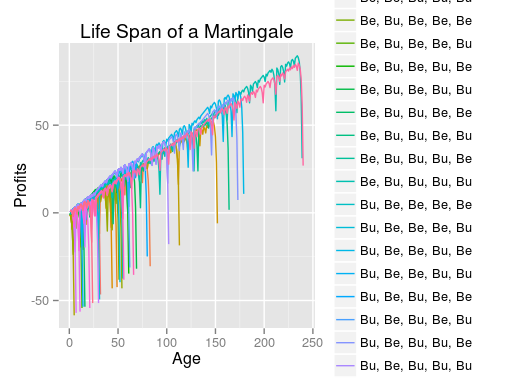 Life Span of a Martingale
Profits
50
0
-50
0
50
100
150
200
250
Age
Be, Bu, Be, Be, Be
Be, Bu, Be, Be, Bu
Be, Bu, Be, Bu, Be
Be, Bu, Be, Bu, Bu
Be, Bu, Bu, Be, Be
Be, Bu, Bu, Be, Bu
Be, Bu, Bu, Bu, Be
Be, Bu, Bu, Bu, Bu
Bu, Be, Be, Be, Be
Bu, Be, Be, Be, Bu
Bu, Be, Be, Bu, Be
Bu, Be, Be, Bu, Bu
Bu, Be, Bu, Be, Be
Bu, Be, Bu, Be, Bu
Bu, Be, Bu, Bu, Be
Bu, Be, Bu, Bu, Bu